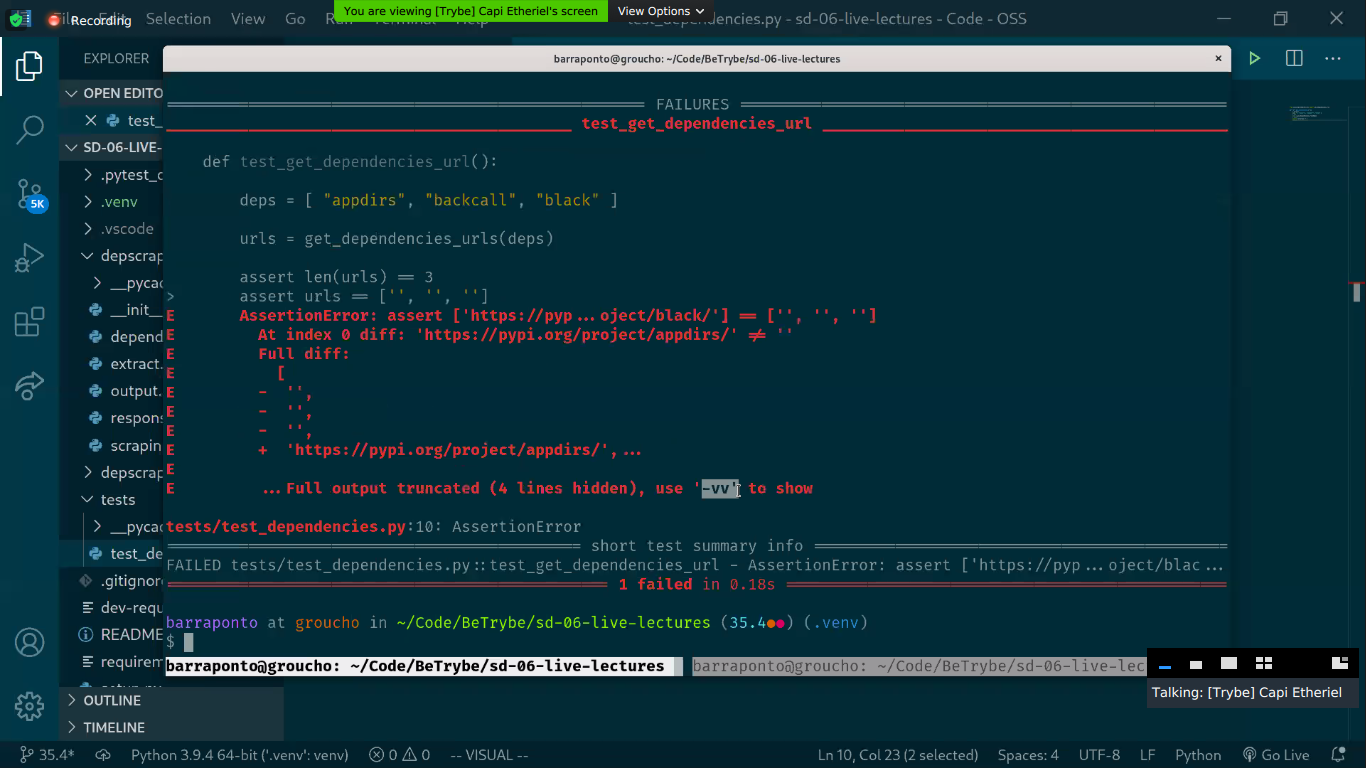 You are viewing [Trybe] Capi Etheriel's screen
View Options
Recording
File Edit Selection View Go Run Terminal Help
test_dependencies.py - sd-06-live-lectures - Code - OSS
EXPLORER
barraponto@groucho: ~/Code/BeTrybe/sd-06-live-lectures
OPEN EDITO
test_
SD-06-LIVE-
.pytest_c
.venv
.vscode
depscrap
__pycac
__init__
depend
extract.
output.
respons
scrapin
depscrap
tests
__pycac
test_de
.gitignore
dev-requ
README
requirem
OUTLINE
TIMELINE
5K
FAILURES
test_get_dependencies_url
def test_get_dependencies_url():
deps = [ "appdirs", "backcall", "black" ]
urls = get_dependencies_urls(deps)
assert len(urls) == 3
> assert urls == ['', '', '']
E AssertionError: assert ['https://pyp...oject/black/'] == ['', '', '']
E At index 0 diff: 'https://pypi.org/project/appdirs/' != ''
E Full diff:
E [
E - '',
E - '',
E - '',
E + 'https://pypi.org/project/appdirs/',...
E
E ...Full output truncated (4 lines hidden), use '-vv' to show
tests/test_dependencies.py:10: AssertionError
short test summary info
FAILED tests/test_dependencies.py::test_get_dependencies_url - AssertionError: assert ['https://pyp...oject/blac...
1 failed in 0.18s
barraponto at groucho in ~/Code/BeTrybe/sd-06-live-lectures (35.4●●) (.venv)
$
barraponto@groucho: ~/Code/BeTrybe/sd-06-live-lectures
barraponto@groucho: ~/Code/BeTrybe/sd-06-live-lec
Talking: [Trybe] Capi Etheriel
35.4*
Python 3.9.4 64-bit ('.venv': venv)
0 0
-- VISUAL --
Ln 10, Col 23 (2 selected)
Spaces: 4
UTF-8
LF
Python
Go Live